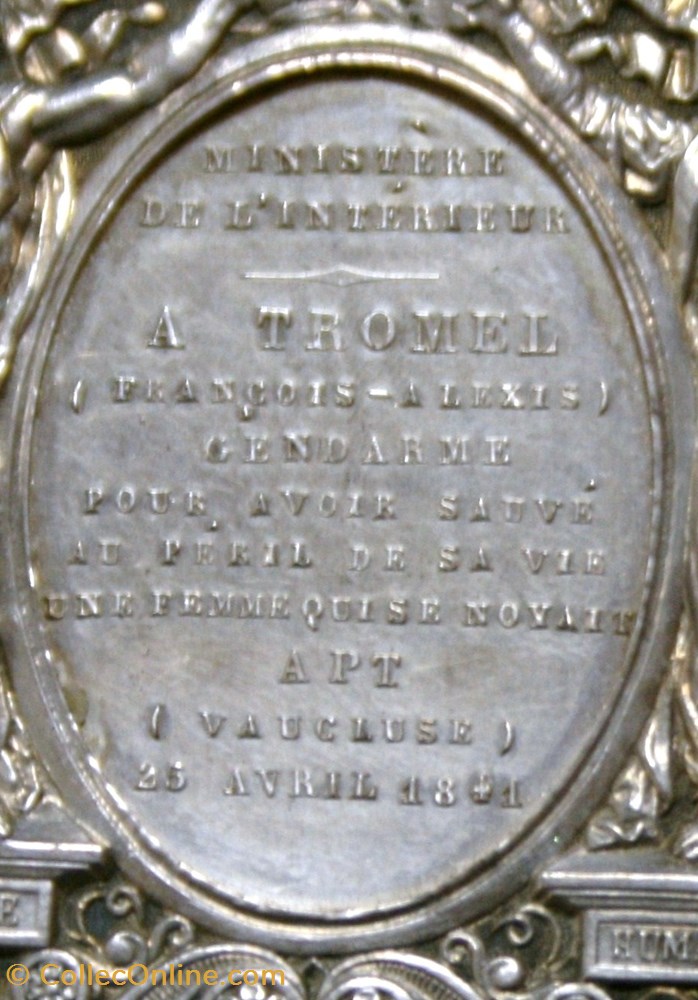 MINISTÈRE
DE L'INTÉRIEUR
A TROMEL
(FRANÇOIS-ALEXIS)
GENDARME
POUR AVOIR SAUVÉ
AU PÉRIL DE SA VIE
UNE FEMME QUI SE NOYAIT
APT
(VAUCLUSE)
25 AVRIL 1841
E HUM
© CollecOnline.com